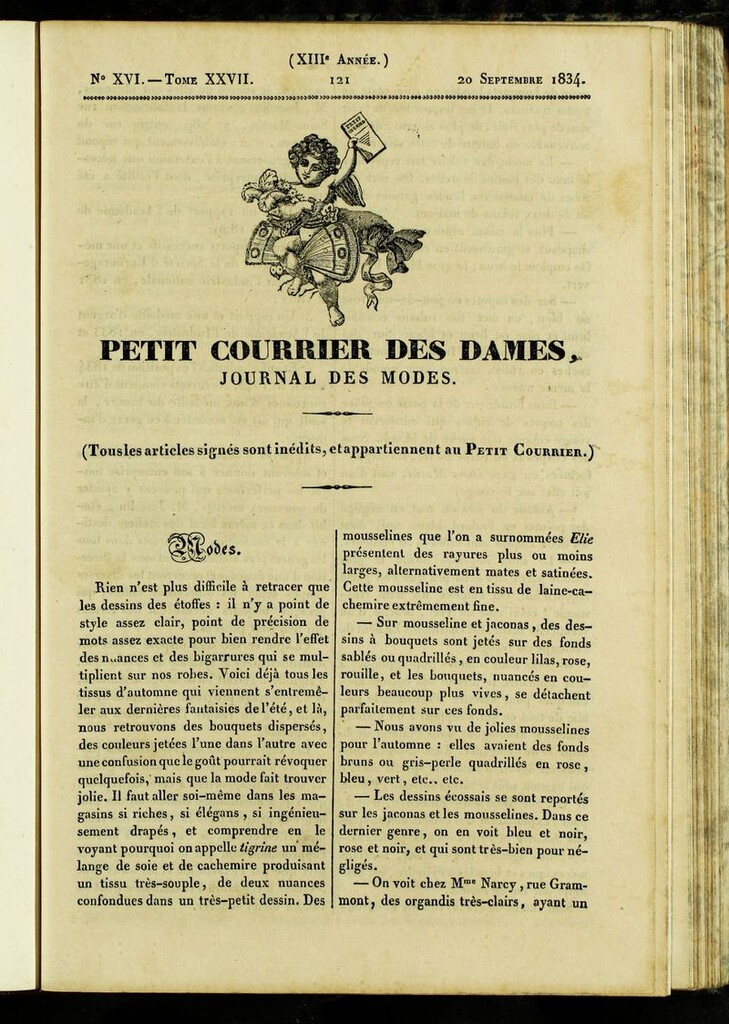 (XIIIe Année.)
No XVI. — Tome XXVII. 121 20 Septembre 1834.
PETIT COURRIER DES DAMES,
JOURNAL DES MODES.
(Tous les articles signés sont inédits, et appartiennent au Petit Courrier.)
Modes.
Rien n'est plus difficile à retracer que
les dessins des étoffes : il n'y a point de
style assez clair, point de précision de
mots assez exacte pour bien rendre l'effet
des nuances et des bigarrures qui se mul-
tiplient sur nos robes. Voici déjà tous les
tissus d'automne qui viennent s'entremê-
ler aux dernières fantaisies de l'été, et là,
nous retrouvons des bouquets dispersés,
des couleurs jetées l'une dans l'autre avec
une confusion que le goût pourrait révoquer
quelquefois, mais que la mode fait trouver
jolie. Il faut aller soi-même dans les ma-
gasins si riches, si élégans, si ingénieu-
sement drapés, et comprendre en le
voyant pourquoi on appelle tigrine un mé-
lange de soie et de cachemire produisant
un tissu très-souple, de deux nuances
confondues dans un très-petit dessin. Des
mousselines que l'on a surnommées Elie
présentent des rayures plus ou moins
larges, alternativement mates et satinées.
Cette mousseline est en tissu de laine-ca-
chemire extrêmement fine.
— Sur mousseline et jaconas, des des-
sins à bouquets sont jetés sur des fonds
sablés ou quadrillés, en couleur lilas, rose,
rouille, et les bouquets, nuancés en cou-
leurs beaucoup plus vives, se détachent
parfaitement sur ces fonds.
— Nous avons vu de jolies mousselines
pour l'automne : elles avaient des fonds
bruns ou gris-perle quadrillés en rose,
bleu, vert, etc.. etc.
— Les dessins écossais se sont reportés
sur les jaconas et les mousselines. Dans ce
dernier genre, on en voit bleu et noir,
rose et noir, et qui sont très-bien pour né-
gligés.
— On voit chez Mme Narcy, rue Gram-
mont, des organdis très-clairs, ayant un